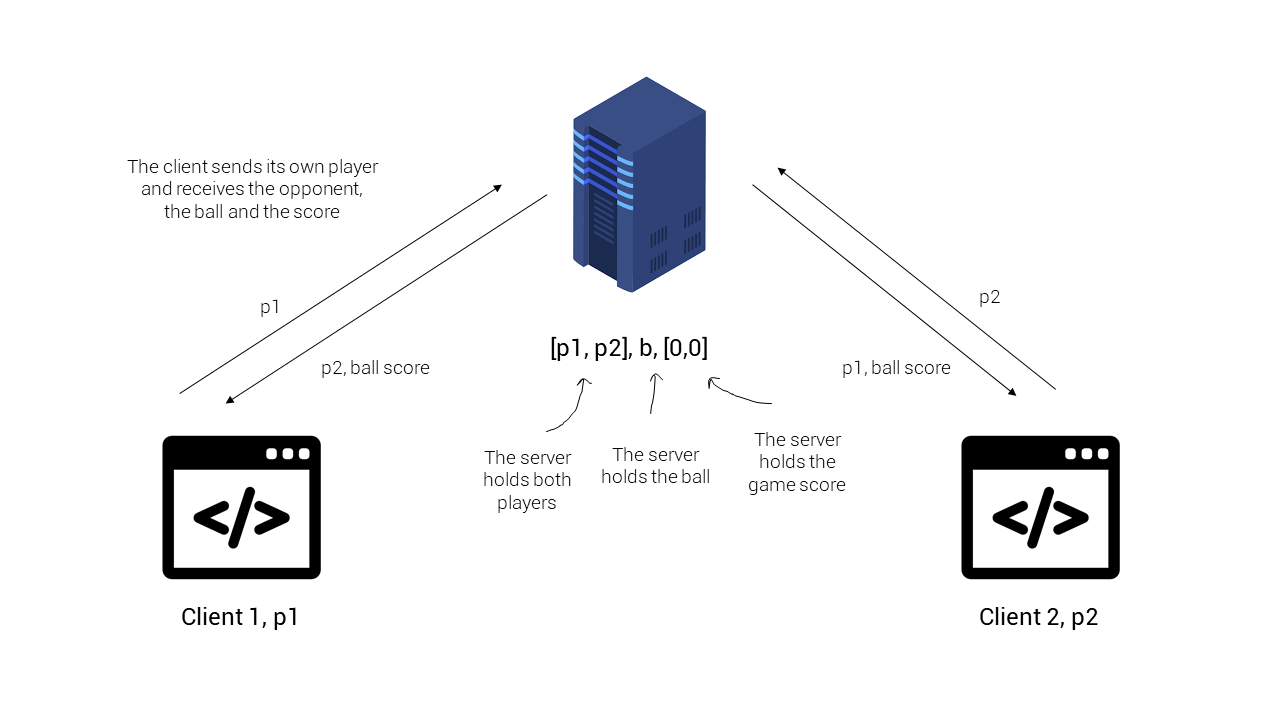 The client sends its own player
and receives the opponent,
the ball and the score
p1
p2, ball score
[p1, p2], b, [0,0]
p2
p1, ball score
The server
holds both
players
The server
holds the ball
The server
holds the
game score
</>
</>
Client 1, p1
Client 2, p2